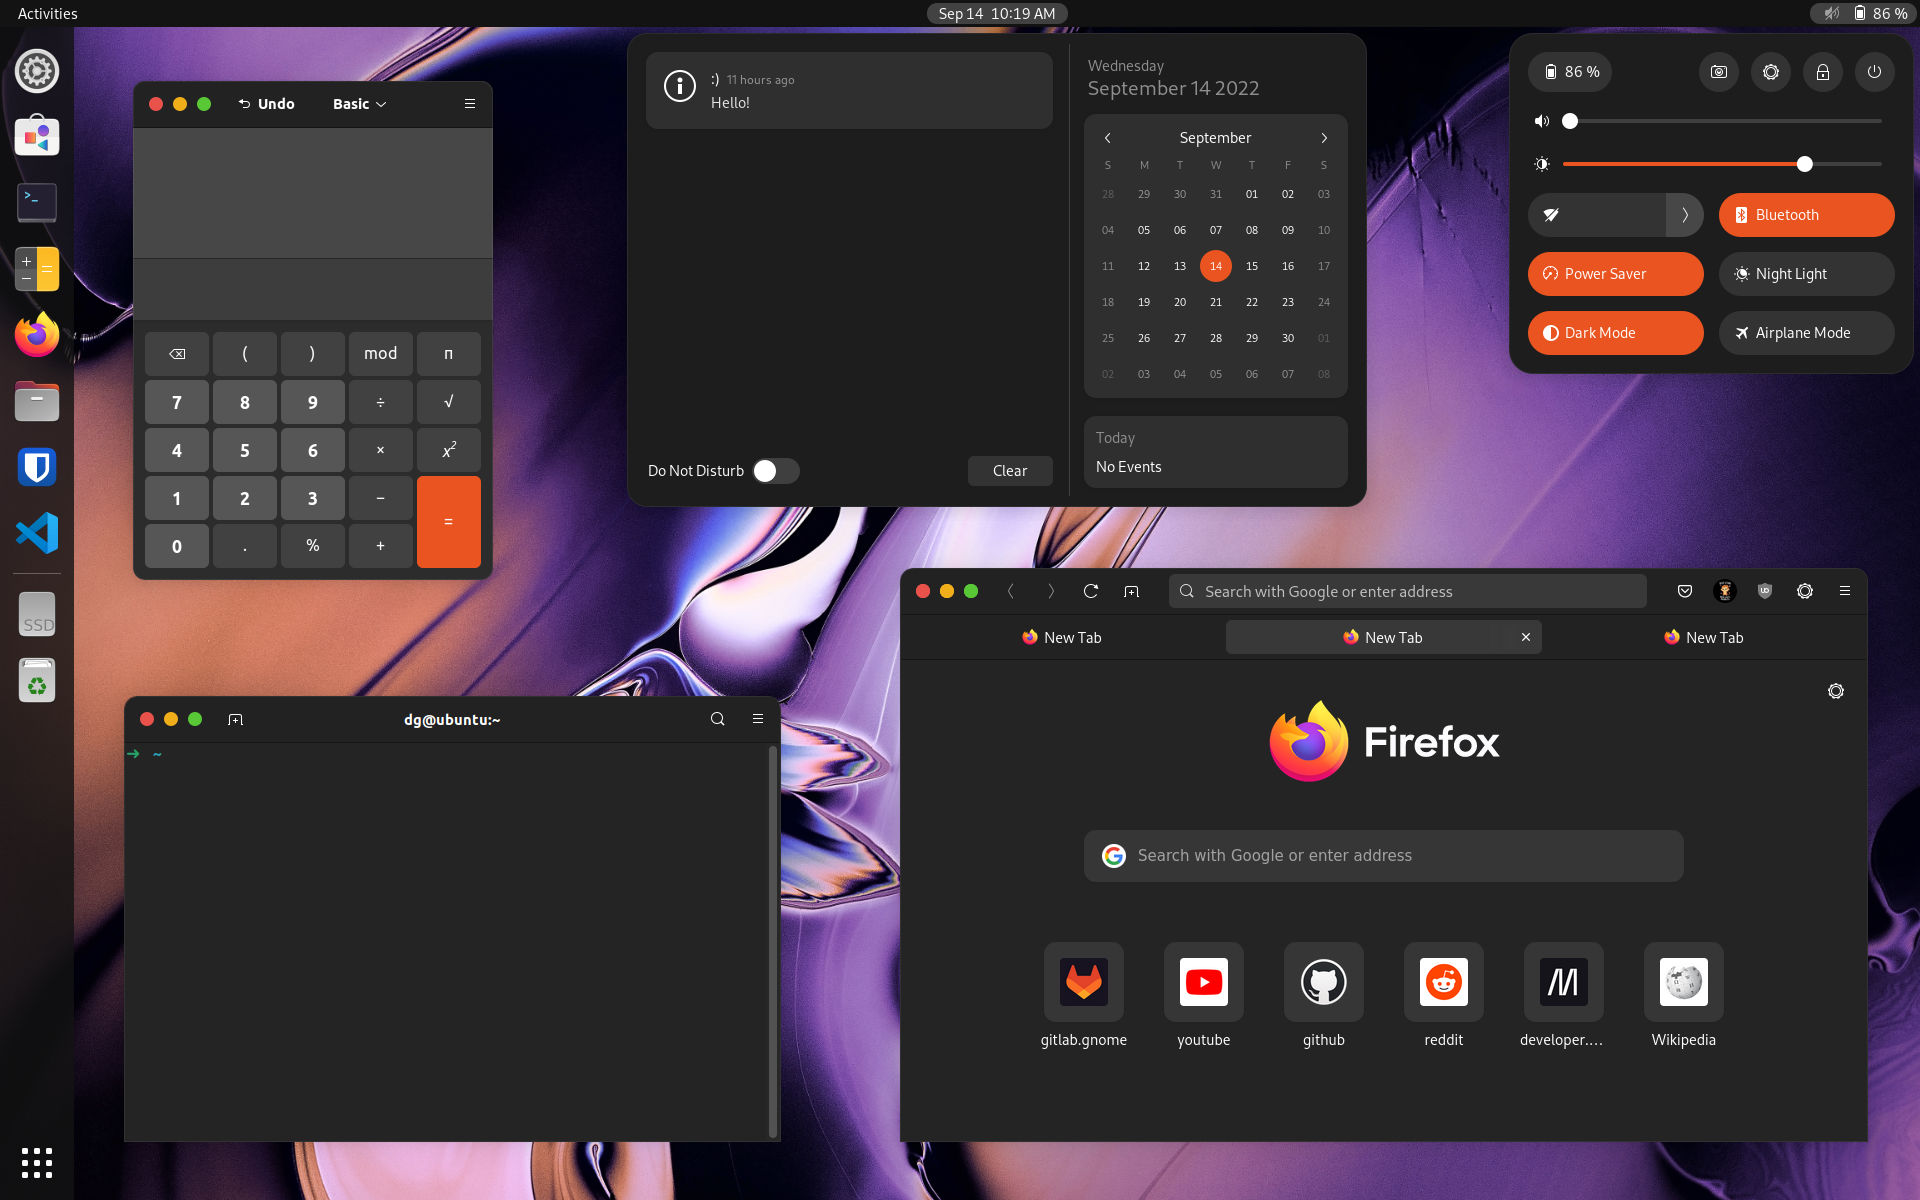 Activities
Sep 14 10:19 AM
86 %
Undo
Basic
( ) mod π
7 8 9 ÷ √
4 5 6 × x²
1 2 3 −
=
0 . % +
:) 11 hours ago
Hello!
Do Not Disturb
Clear
Wednesday
September 14 2022
September
S M T W T F S
28 29 30 31 01 02 03
04 05 06 07 08 09 10
11 12 13 14 15 16 17
18 19 20 21 22 23 24
25 26 27 28 29 30 01
02 03 04 05 06 07 08
Today
No Events
86 %
Bluetooth
Power Saver
Night Light
Dark Mode
Airplane Mode
>_
SSD
dg@ubuntu:~
➜ ~
Search with Google or enter address
New Tab
New Tab
New Tab
Firefox
Search with Google or enter address
gitlab.gnome
youtube
github
reddit
developer....
Wikipedia